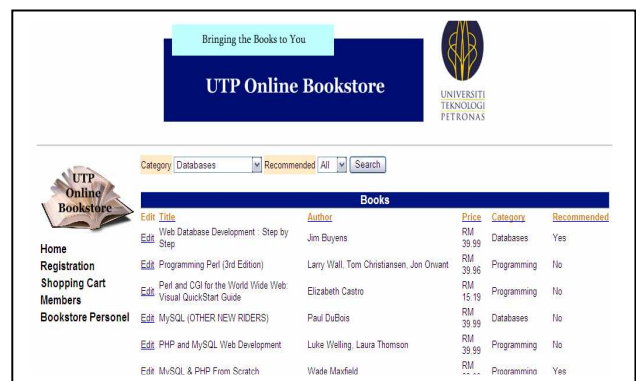 Bringing the Books to You
UTP Online Bookstore
UNIVERSITI
TEKNOLOGI
PETRONAS
UTP
Online
Bookstore
Home
Registration
Shopping Cart
Members
Bookstore Personel
Category Databases Recommended All Search
Books
Edit Title Author Price Category Recommended
Edit Web Database Development : Step by Step Jim Buyens RM 39.99 Databases Yes
Edit Programming Perl (3rd Edition) Larry Wall, Tom Christiansen, Jon Orwant RM 39.96 Programming No
Edit Perl and CGI for the World Wide Web: Visual QuickStart Guide Elizabeth Castro RM 15.19 Programming No
Edit MySQL (OTHER NEW RIDERS) Paul DuBois RM 39.99 Databases No
Edit PHP and MySQL Web Development Luke Welling, Laura Thomson RM 39.99 Programming No
Edit MySQL & PHP From Scratch Wade Maxfield RM Programming Yes